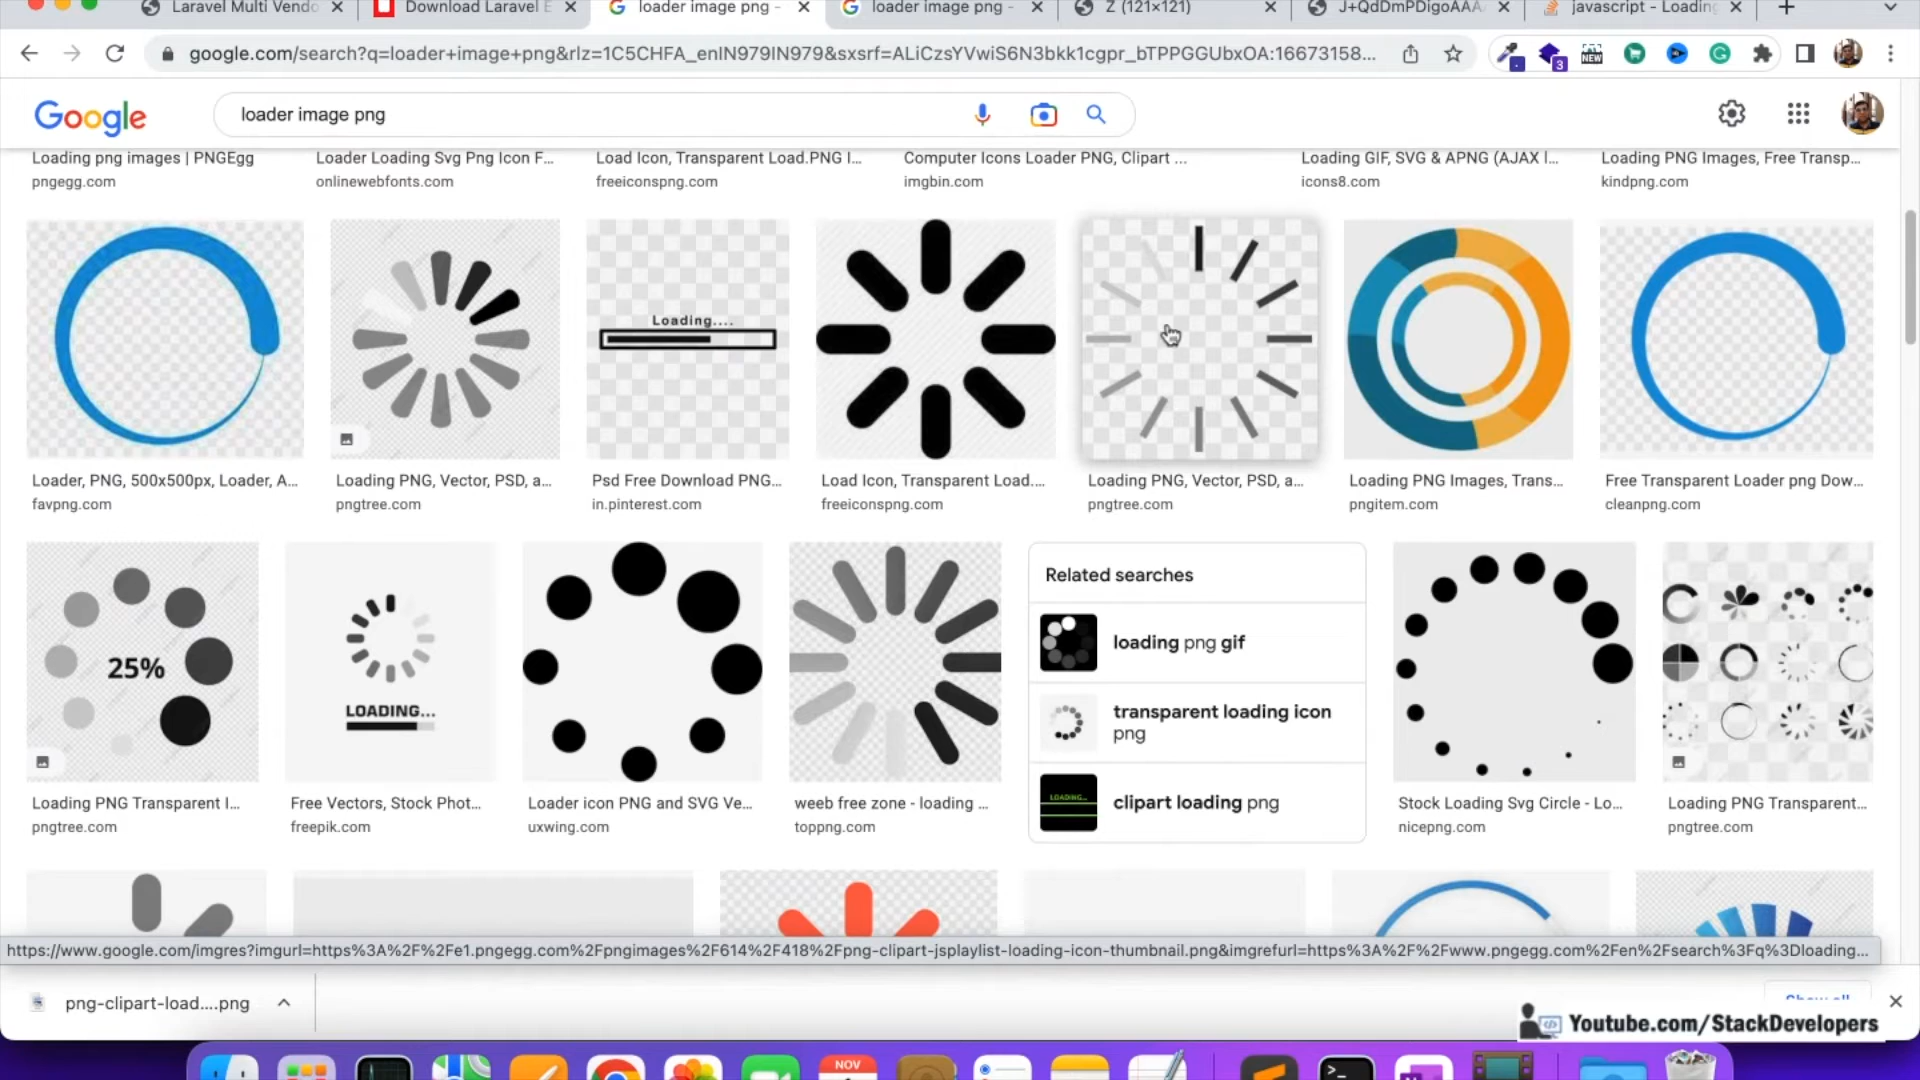 Laravel Multi Vendo
Download Laravel E
loader image png -
loader image png -
Z (121×121)
J+QdDmPDigoAAA
javascript - Loading
google.com/search?q=loader+image+png&rlz=1C5CHFA_enIN979IN979&sxsrf=ALiCzsYVwiS6N3bkk1cgpr_bTPPGGUbxOA:16673158...
3
NEW
Google
loader image png
Loading png images | PNGEgg
pngegg.com
Loader Loading Svg Png Icon F...
onlinewebfonts.com
Load Icon, Transparent Load.PNG I...
freeiconspng.com
Computer Icons Loader PNG, Clipart ...
imgbin.com
Loading GIF, SVG & APNG (AJAX l...
icons8.com
Loading PNG Images, Free Transp...
kindpng.com
Loading....
Loader, PNG, 500x500px, Loader, A...
favpng.com
Loading PNG, Vector, PSD, a...
pngtree.com
Psd Free Download PNG...
in.pinterest.com
Load Icon, Transparent Load....
freeiconspng.com
Loading PNG, Vector, PSD, a...
pngtree.com
Loading PNG Images, Trans...
pngitem.com
Free Transparent Loader png Dow...
cleanpng.com
25%
LOADING...
Related searches
loading png gif
transparent loading icon
png
LOADING...
clipart loading png
Loading PNG Transparent I...
pngtree.com
Free Vectors, Stock Phot...
freepik.com
Loader icon PNG and SVG Ve...
uxwing.com
weeb free zone - loading ...
toppng.com
Stock Loading Svg Circle - Lo...
nicepng.com
Loading PNG Transparent...
pngtree.com
https://www.google.com/imgres?imgurl=https%3A%2F%2Fe1.pngegg.com%2Fpngimages%2F614%2F418%2Fpng-clipart-jsplaylist-loading-icon-thumbnail.png&imgrefurl=https%3A%2F%2Fwww.pngegg.com%2Fen%2Fsearch%3Fq%3Dloading...
png-clipart-load....png
Show all
Youtube.com/StackDevelopers
NOV